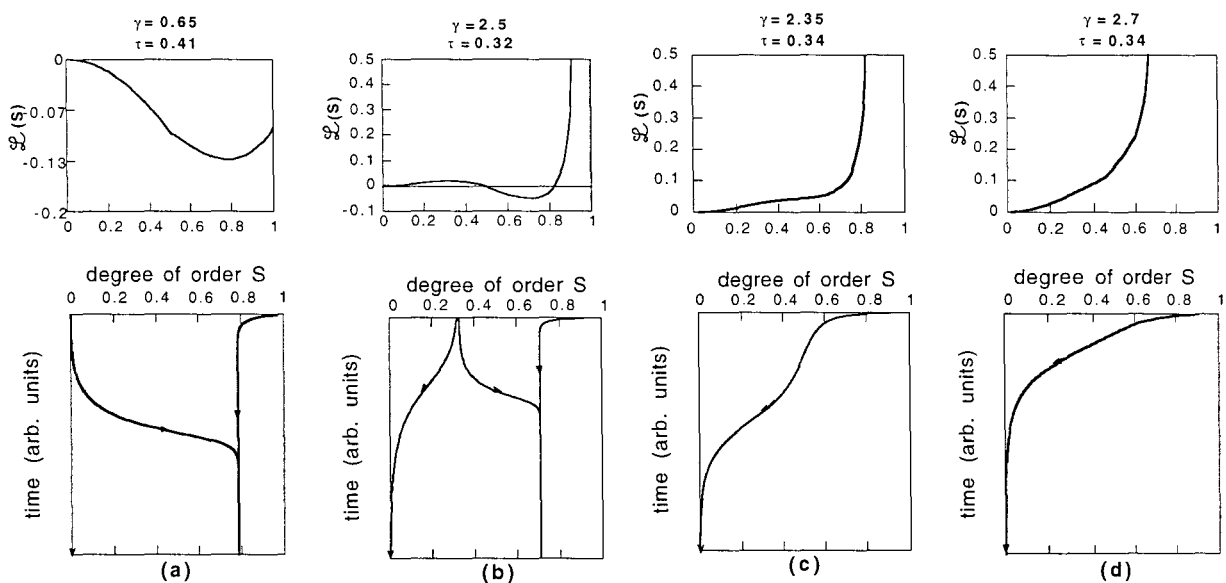 γ = 0.65
τ = 0.41
0
-0.07
-0.13
-0.2
ℒ(s)
0 0.2 0.4 0.6 0.8 1
γ = 2.5
τ = 0.32
0.5
0.4
0.3
0.2
0.1
0
-0.1
ℒ(s)
0 0.2 0.4 0.6 0.8 1
γ = 2.35
τ = 0.34
0.5
0.4
0.3
0.2
0.1
0
ℒ(s)
0 0.2 0.4 0.6 0.8 1
γ = 2.7
τ = 0.34
0.5
0.4
0.3
0.2
0.1
0
ℒ(s)
0 0.2 0.4 0.6 0.8 1
degree of order S
0 0.2 0.4 0.6 0.8 1
time (arb. units)
(a)
degree of order S
0 0.2 0.4 0.6 0.8 1
time (arb. units)
(b)
degree of order S
0 0.2 0.4 0.6 0.8 1
time (arb. units)
(c)
degree of order S
0 0.2 0.4 0.6 0.8 1
time (arb. units)
(d)